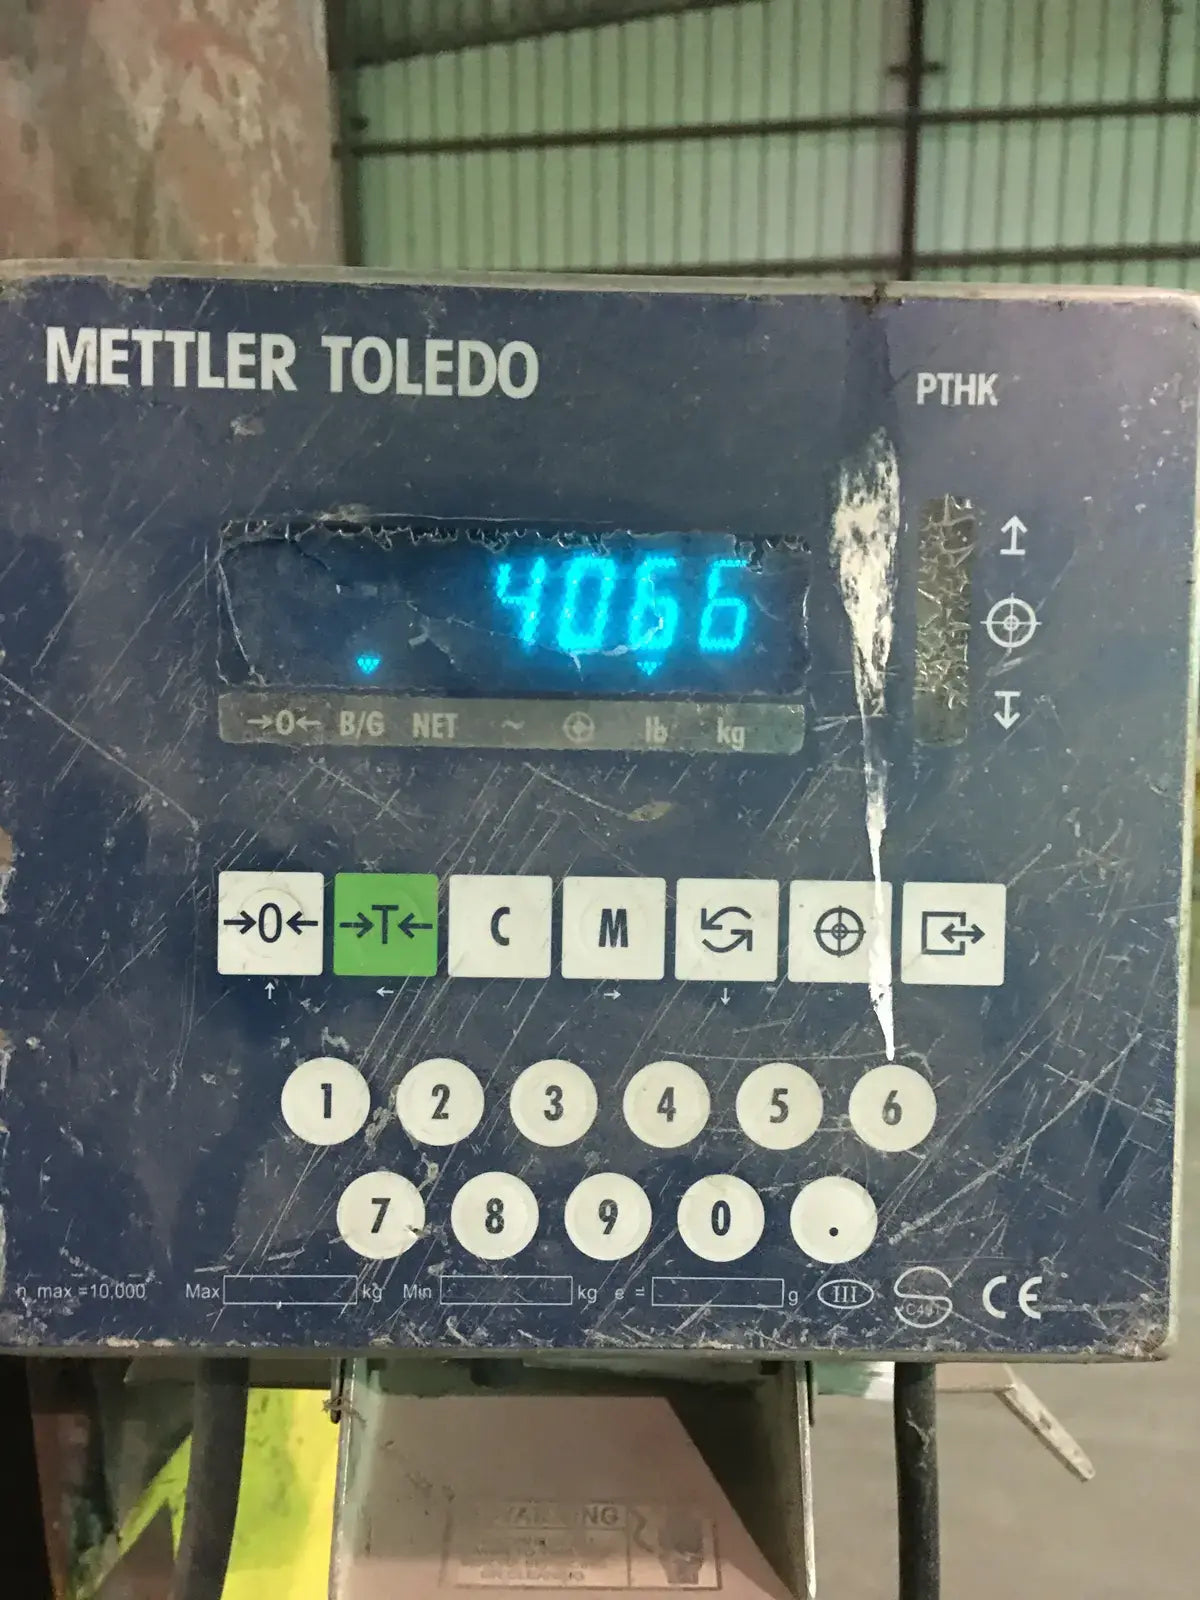 METTLER TOLEDO
PTHK
4066
→0← B/G NET ~ lb kg
→0← →T← C M
1 2 3 4 5 6
7 8 9 0 .
n max =10,000 Max kg Min kg e = g III S CE
WARNING